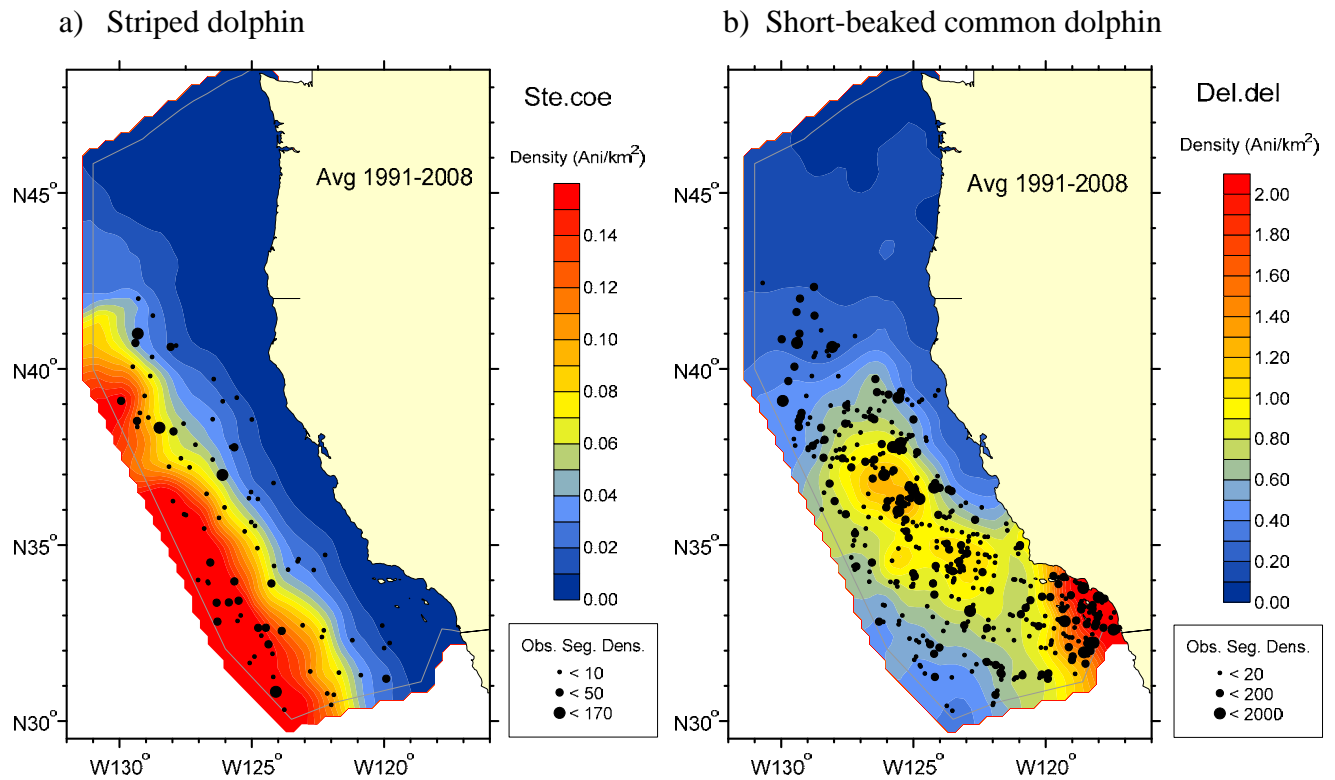 a) Striped dolphin
Ste.coe
Density (Ani/km²)
Avg 1991-2008
0.14
0.12
0.10
0.08
0.06
0.04
0.02
0.00
Obs. Seg. Dens.
< 10
< 50
< 170
N45°
N40°
N35°
N30°
W130° W125° W120°
b) Short-beaked common dolphin
Del.del
Density (Ani/km²)
Avg 1991-2008
2.00
1.80
1.60
1.40
1.20
1.00
0.80
0.60
0.40
0.20
0.00
Obs. Seg. Dens.
< 20
< 200
< 200D
N45°
N40°
N35°
N30°
W130° W125° W120°